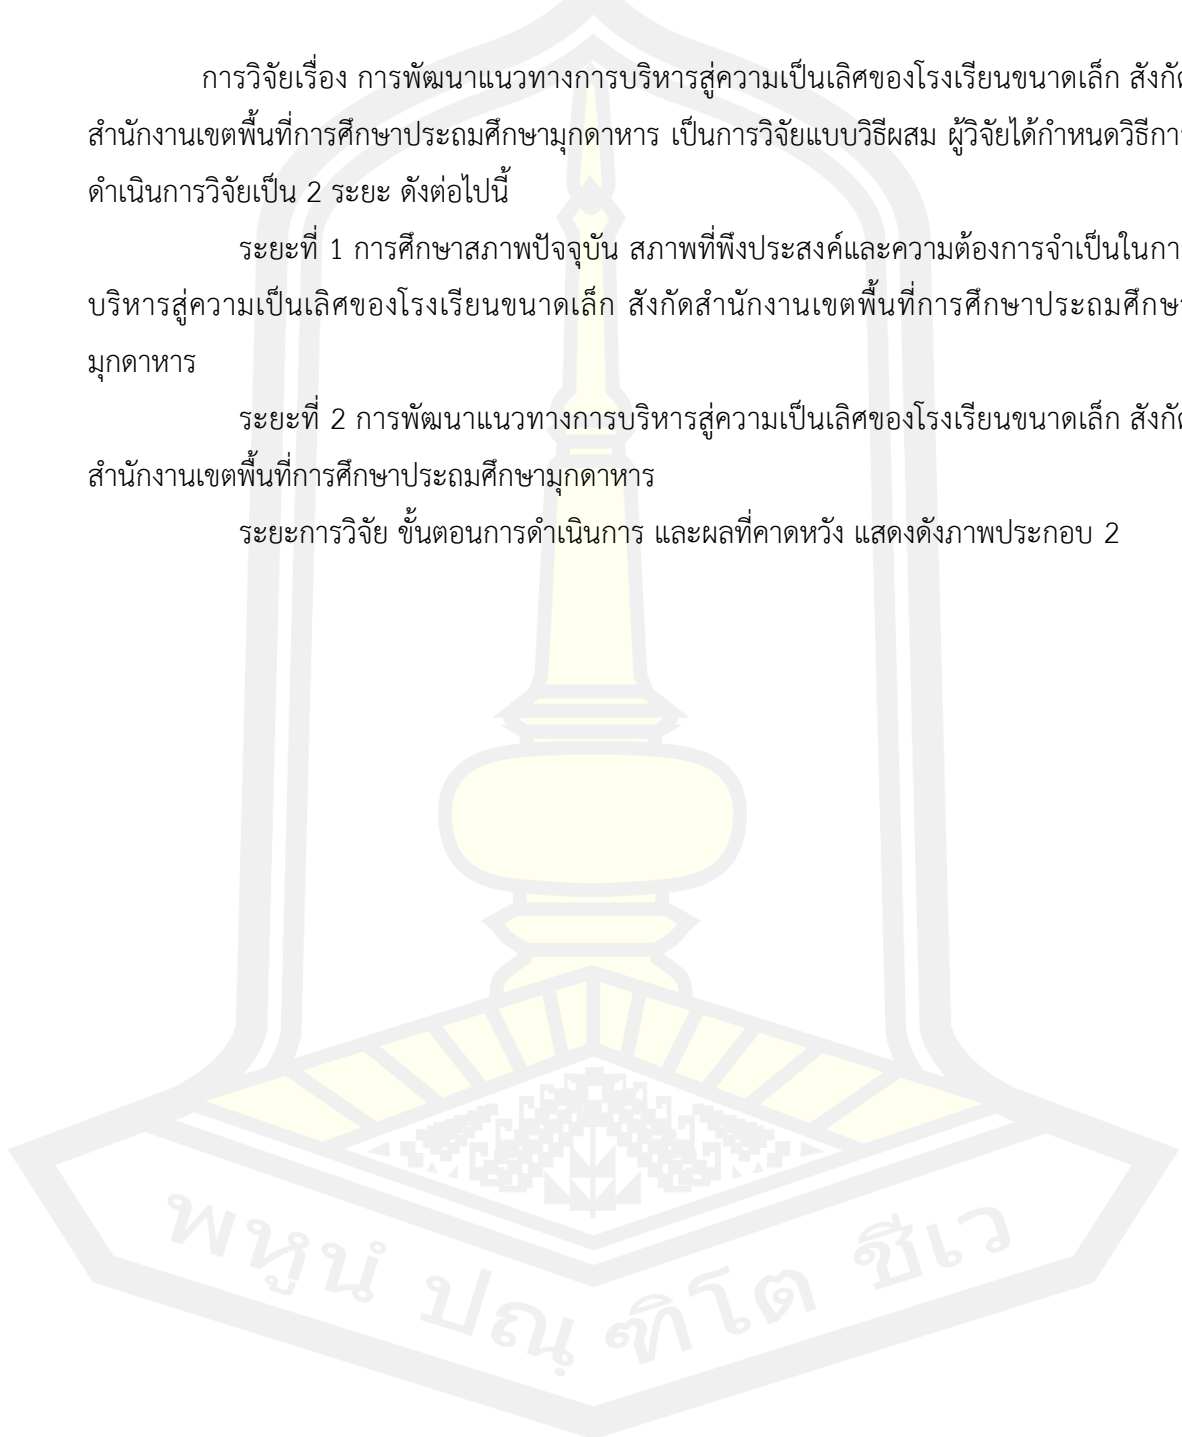 การวิจัยเรื่อง การพัฒนาแนวทางการบริหารสู่ความเป็นเลิศของโรงเรียนขนาดเล็ก สังกัด
สำนักงานเขตพื้นที่การศึกษาประถมศึกษามุกดาหาร เป็นการวิจัยแบบวิธีผสม ผู้วิจัยได้กำหนดวิธีการ
ดำเนินการวิจัยเป็น 2 ระยะ ดังต่อไปนี้
ระยะที่ 1 การศึกษาสภาพปัจจุบัน สภาพที่พึงประสงค์และความต้องการจำเป็นในกา
บริหารสู่ความเป็นเลิศของโรงเรียนขนาดเล็ก สังกัดสำนักงานเขตพื้นที่การศึกษาประถมศึกษา
มุกดาหาร
ระยะที่ 2 การพัฒนาแนวทางการบริหารสู่ความเป็นเลิศของโรงเรียนขนาดเล็ก สังกัด
สำนักงานเขตพื้นที่การศึกษาประถมศึกษามุกดาหาร
ระยะการวิจัย ขั้นตอนการดำเนินการ และผลที่คาดหวัง แสดงดังภาพประกอบ 2
พหูนํ ปณฺฑิโต ชีเว